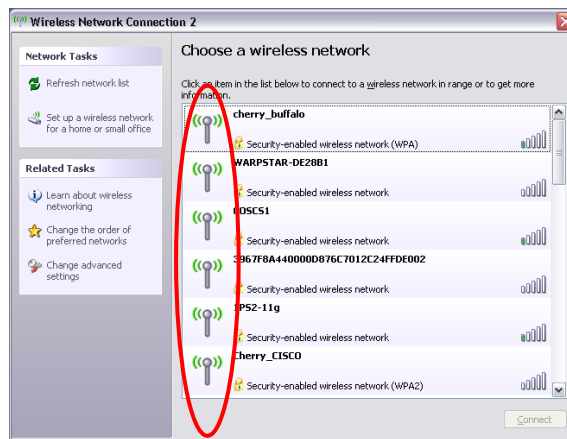 Wireless Network Connection 2
Network Tasks
Refresh network list
Set up a wireless network
for a home or small office
Related Tasks
Learn about wireless
networking
Change the order of
preferred networks
Change advanced
settings
Choose a wireless network
Click an item in the list below to connect to a wireless network in range or to get more
information.
cherry_buffalo
Security-enabled wireless network (WPA)
WARPSTAR-DE28B1
Security-enabled wireless network
Security-enabled wireless network
3967F8A440000D876C7012C24FFDE002
Security-enabled wireless network
1PS2-11g
Security-enabled wireless network
Cherry_CISCO
Security-enabled wireless network (WPA2)
Connect